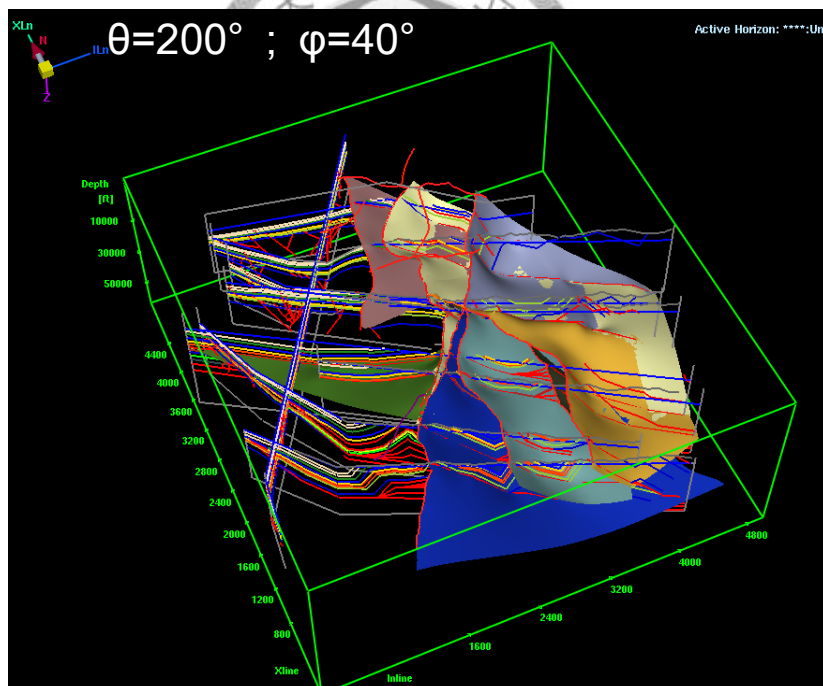 XLn
N
ILn
Z
θ=200° ; φ=40°
Active Horizon: ****:Un
Depth
[ft]
10000
30000
50000
4400
4000
3600
3200
2800
2400
2000
1600
1200
800
Xline
Inline
1600
2400
3200
4000
4800